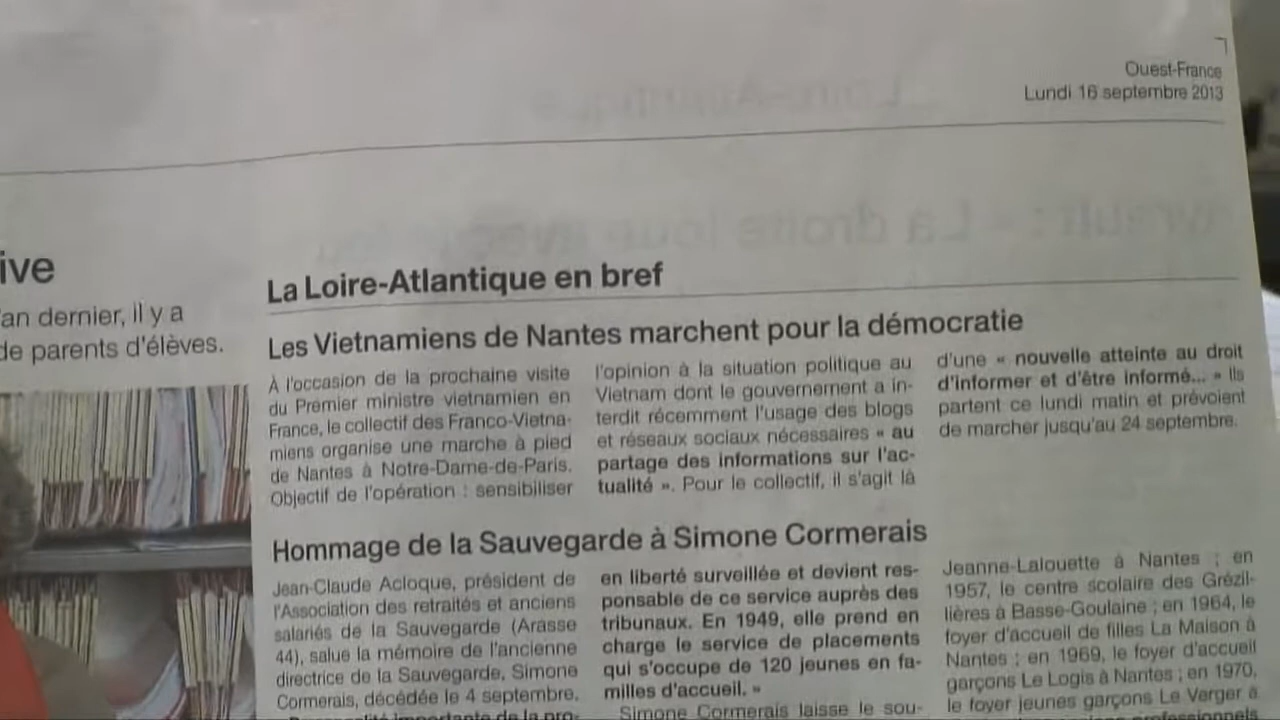 Ouest-France
Lundi 16 septembre 2013
ive
'an dernier, il y a
de parents d'élèves.
La Loire-Atlantique en bref
Les Vietnamiens de Nantes marchent pour la démocratie
À l'occasion de la prochaine visite
du Premier ministre vietnamien en
France, le collectif des Franco-Vietna-
miens organise une marche à pied
de Nantes à Notre-Dame-de-Paris.
Objectif de l'opération : sensibiliser
l'opinion à la situation politique au
Vietnam dont le gouvernement a in-
terdit récemment l'usage des blogs
et réseaux sociaux nécessaires « au
partage des informations sur l'ac-
tualité ». Pour le collectif, il s'agit là
d'une « nouvelle atteinte au droit
d'informer et d'être informé... » Ils
partent ce lundi matin et prévoient
de marcher jusqu'au 24 septembre.
Hommage de la Sauvegarde à Simone Cormerais
Jean-Claude Acloque, président de
l'Association des retraités et anciens
salariés de la Sauvegarde (Arasse
44), salue la mémoire de l'ancienne
directrice de la Sauvegarde, Simone
Cormerais, décédée le 4 septembre.
importante de la pro-
en liberté surveillée et devient res-
ponsable de ce service auprès des
tribunaux. En 1949, elle prend en
charge le service de placements
qui s'occupe de 120 jeunes en fa-
milles d'accueil. »
Simone Cormerais laisse le sou-
Jeanne-Lalouette à Nantes ; en
1957, le centre scolaire des Grézil-
lières à Basse-Goulaine ; en 1964, le
foyer d'accueil de filles La Maison à
Nantes ; en 1969, le foyer d'accueil
garçons Le Logis à Nantes ; en 1970,
le foyer jeunes garçons Le Verger à